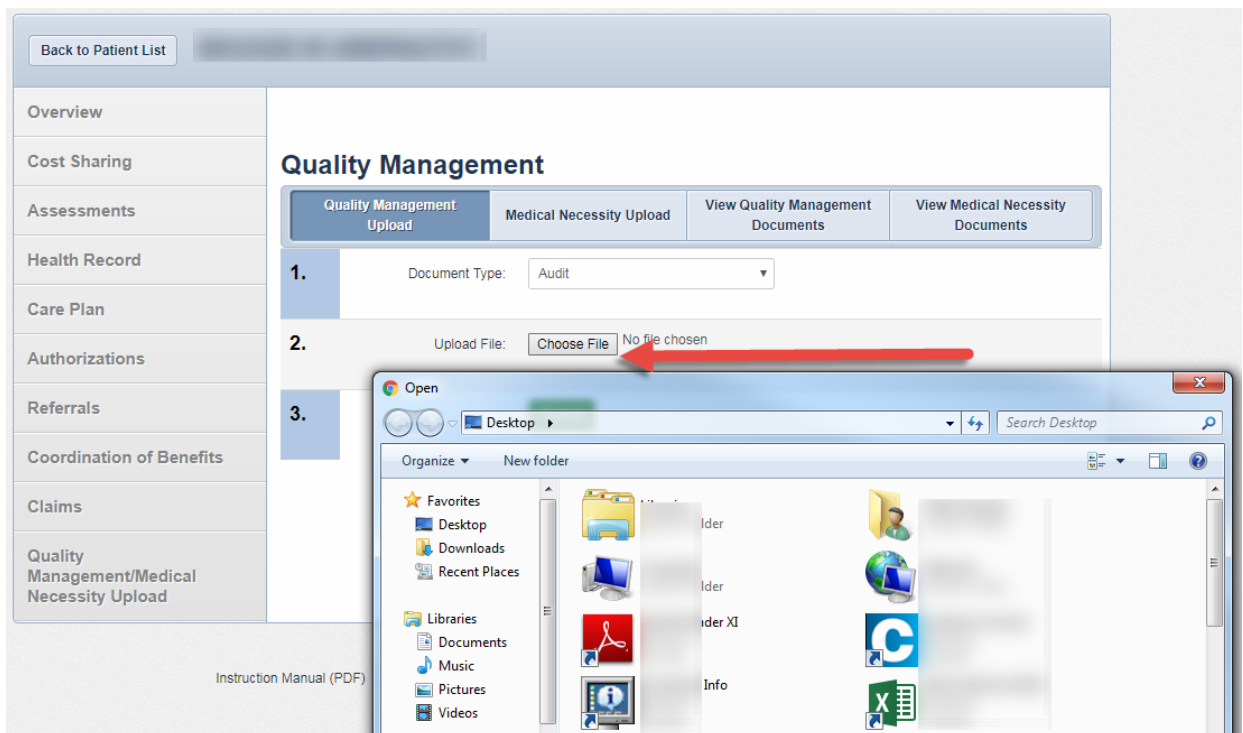 Back to Patient List
Overview
Cost Sharing
Assessments
Health Record
Care Plan
Authorizations
Referrals
Coordination of Benefits
Claims
Quality
Management/Medical
Necessity Upload
Quality Management
Quality Management
Upload
Medical Necessity Upload
View Quality Management
Documents
View Medical Necessity
Documents
1.
Document Type:
Audit
2.
Upload File:
Choose File
No file chosen
3.
Instruction Manual (PDF)
Open
Desktop
Search Desktop
Organize
New folder
Favorites
Desktop
Downloads
Recent Places
Libraries
Documents
Music
Pictures
Videos
Info